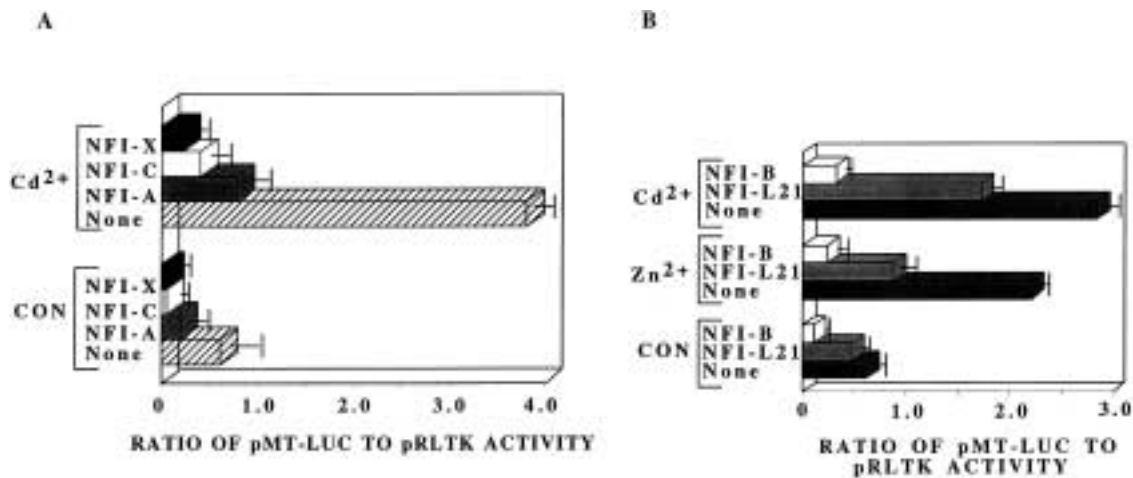 A
NFI-X
NFI-C
NFI-A
None
Cd2+
NFI-X
NFI-C
NFI-A
None
CON
0 1.0 2.0 3.0 4.0
RATIO OF pMT-LUC TO pRLTK ACTIVITY
B
NFI-B
NFI-L21
None
Cd2+
NFI-B
NFI-L21
None
Zn2+
NFI-B
NFI-L21
None
CON
0 1.0 2.0 3.0
RATIO OF pMT-LUC TO
pRLTK ACTIVITY